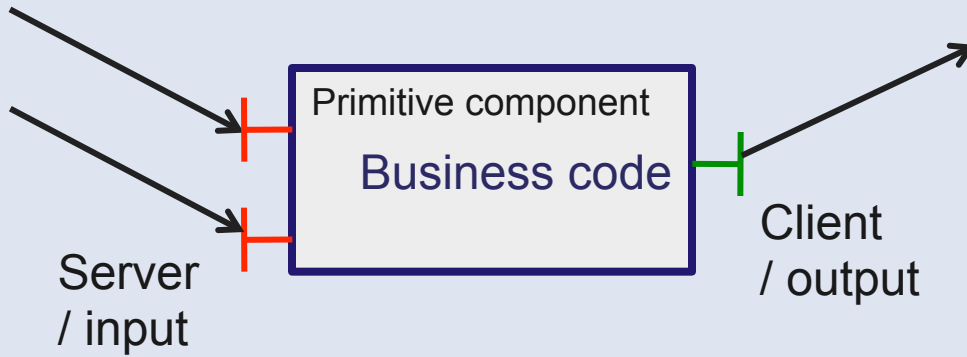 Primitive component
Business code
Server
/ input
Client
/ output